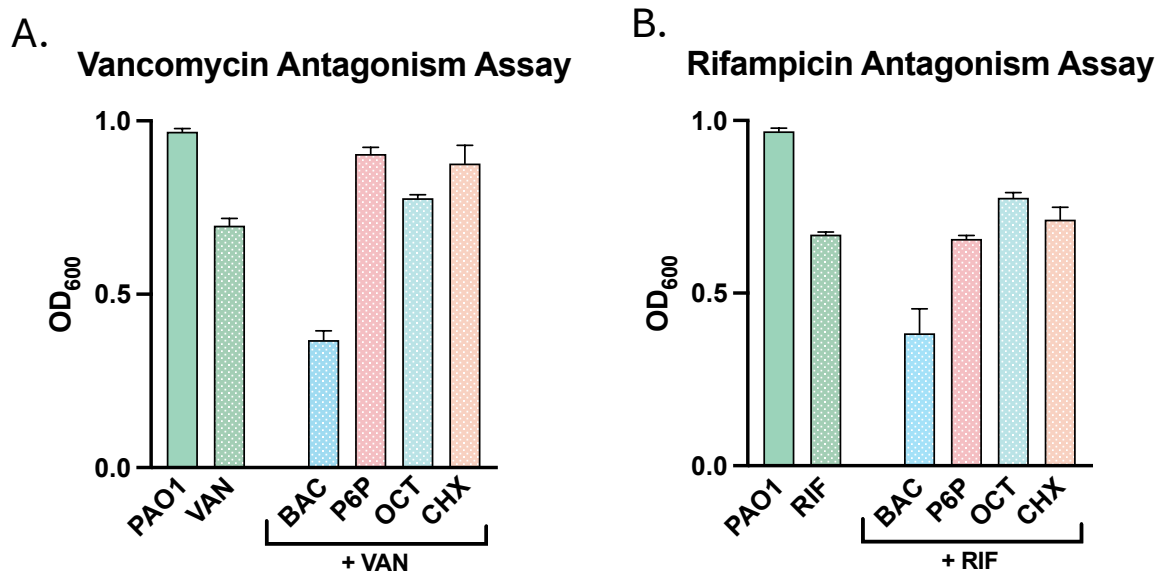 A.
Vancomycin Antagonism Assay
1.0
0.5
0.0
OD600
PAO1
VAN
BAC
P6P
OCT
CHX
+ VAN
B.
Rifampicin Antagonism Assay
1.0
0.5
0.0
OD600
PAO1
RIF
BAC
P6P
OCT
CHX
+ RIF